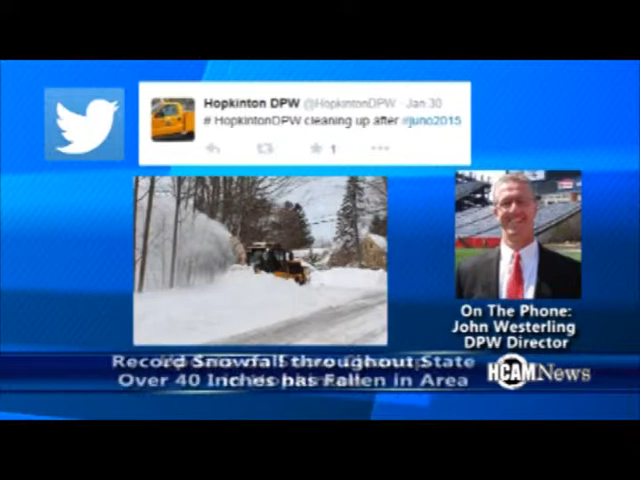 Hopkinton DPW @HopkintonDPW · Jan 30
# HopkintonDPW cleaning up after #juno2015
1
On The Phone:
John Westerling
DPW Director
Record Snowfall throughout State
Over 40 Inches has Fallen in Area
HCAM News